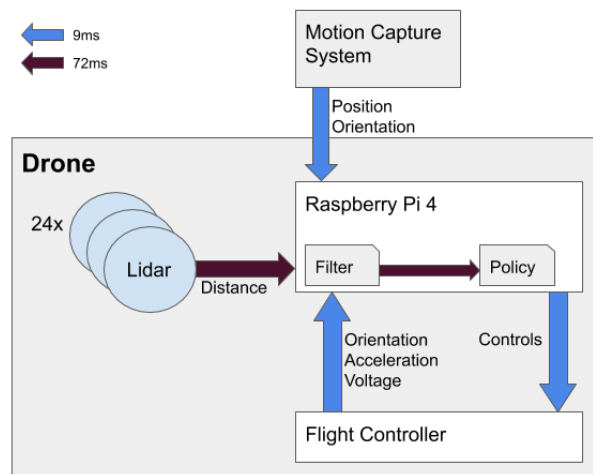 9ms
72ms
Motion Capture
System
Position
Orientation
Drone
24x
Lidar
Distance
Raspberry Pi 4
Filter
Policy
Orientation
Acceleration
Voltage
Controls
Flight Controller